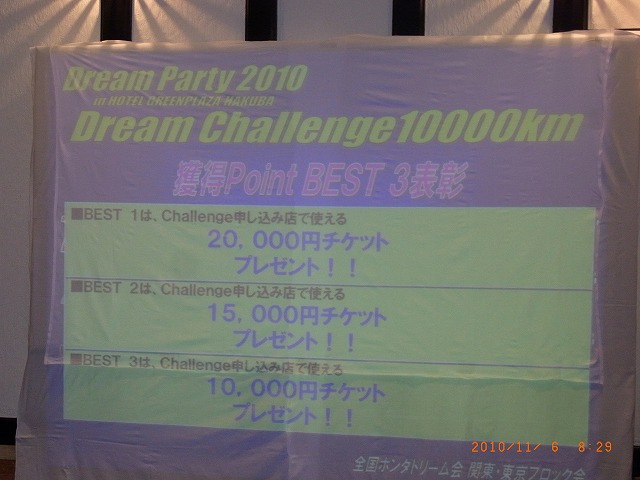 Dream Party 2010
in HOTEL GREENPLAZA HAKUBA
Dream Challenge10000km
獲得Point BEST 3表彰
■BEST 1は、Challenge申し込み店で使える
20,000円チケット
プレゼント！！
■BEST 2は、Challenge申し込み店で使える
15,000円チケット
プレゼント！！
■BEST 3は、Challenge申し込み店で使える
10,000円チケット
プレゼント！！
2010/11/ 6 8:29
全国ホンダドリーム会 関東・東京ブロック会